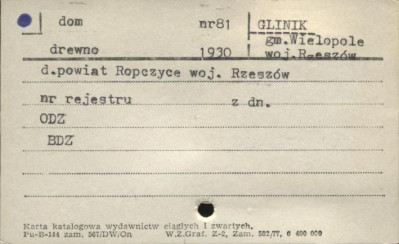 dom nr81 GLINIK
gm.Wielopole
drewno 1930 woj.Rzeszów
d.powiat Ropczyce woj. Rzeszów
nr rejestru z dn.
ODZ
BDZ
Karta katalogowa wydawnictw ciągłych i zwartych,
Pu-B-144 zam. 567/DW/On W.Z.Graf. Z-2, Zam. 582/77, 6 400 000